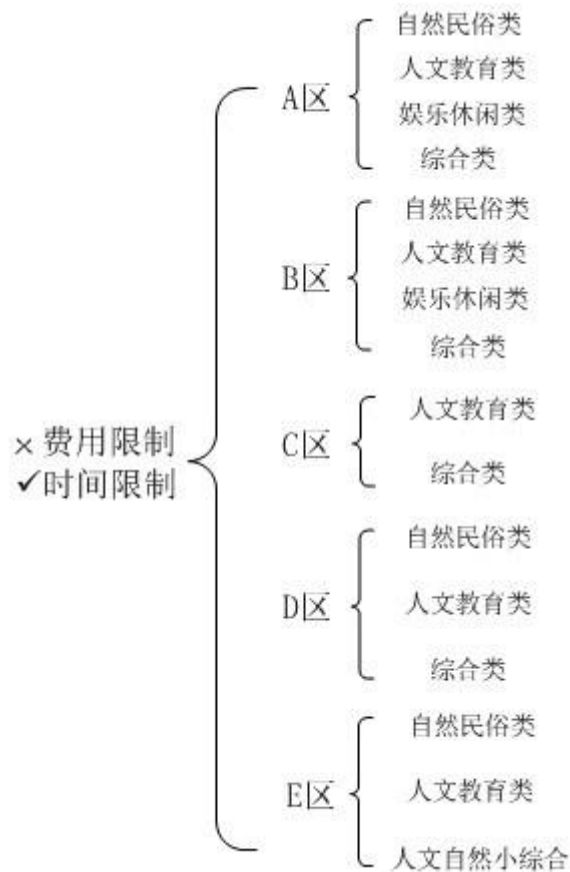 × 费用限制
✓时间限制
A区
自然民俗类
人文教育类
娱乐休闲类
综合类
B区
自然民俗类
人文教育类
娱乐休闲类
综合类
C区
人文教育类
综合类
D区
自然民俗类
人文教育类
综合类
E区
自然民俗类
人文教育类
人文自然小综合